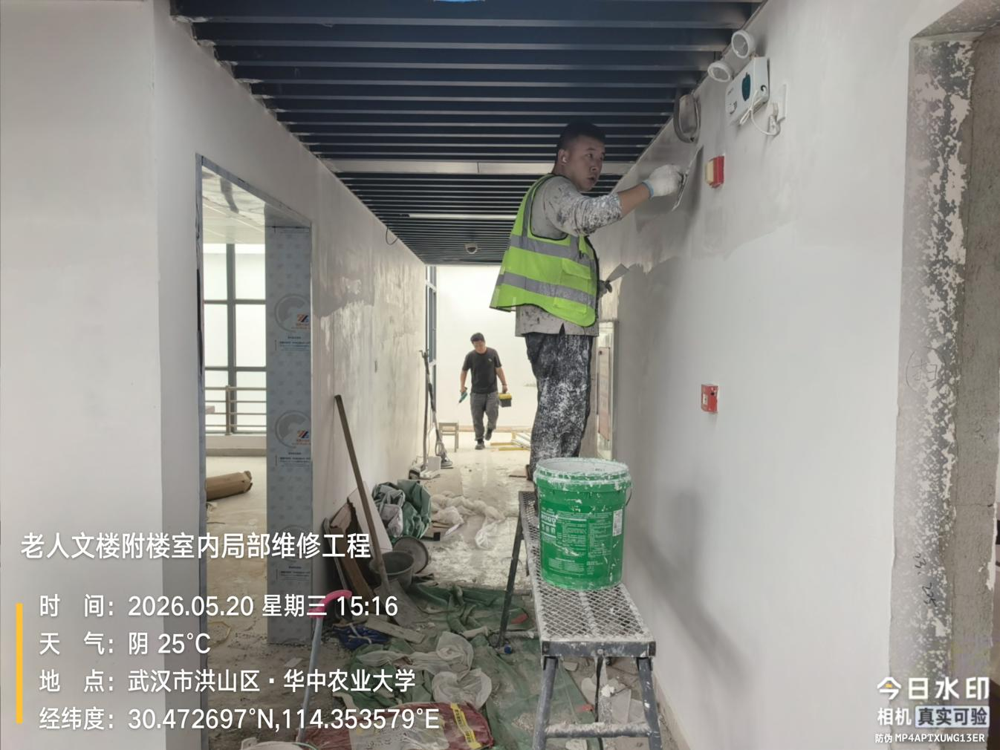 老人文楼附楼室内局部维修工程
时 间：2026.05.20 星期三 15:16
天 气：阴 25°C
地 点：武汉市洪山区·华中农业大学
经纬度：30.472697°N,114.353579°E
今日水印
相机 真实可验
防伪 MP4APTXUWG13ER